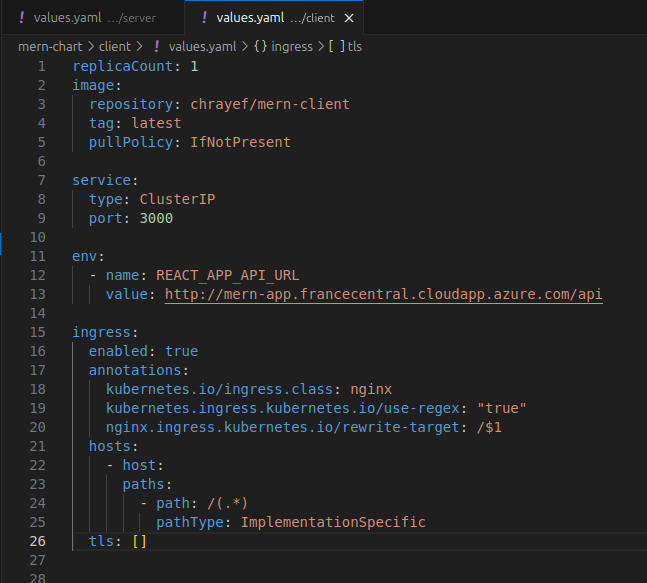 ! values.yaml .../server ! values.yaml .../client ×
mern-chart > client > ! values.yaml > {} ingress > [ ] tls
1 replicaCount: 1
2 image:
3   repository: chrayef/mern-client
4   tag: latest
5   pullPolicy: IfNotPresent
6
7 service:
8   type: ClusterIP
9   port: 3000
10
11 env:
12   - name: REACT_APP_API_URL
13     value: http://mern-app.francecentral.cloudapp.azure.com/api
14
15 ingress:
16   enabled: true
17   annotations:
18     kubernetes.io/ingress.class: nginx
19     kubernetes.ingress.kubernetes.io/use-regex: "true"
20     nginx.ingress.kubernetes.io/rewrite-target: /$1
21   hosts:
22     - host:
23       paths:
24         - path: /(.*)
25           pathType: ImplementationSpecific
26   tls: []
27
28